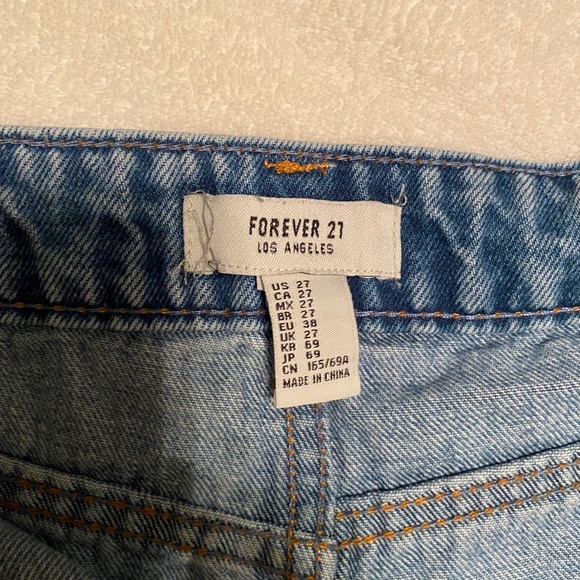 FOREVER 21
LOS ANGELES
US 27
CA 27
MX 27
BR 27
EU 38
UK 27
KR 69
JP 69
CN 165/69A
MADE IN CHINA